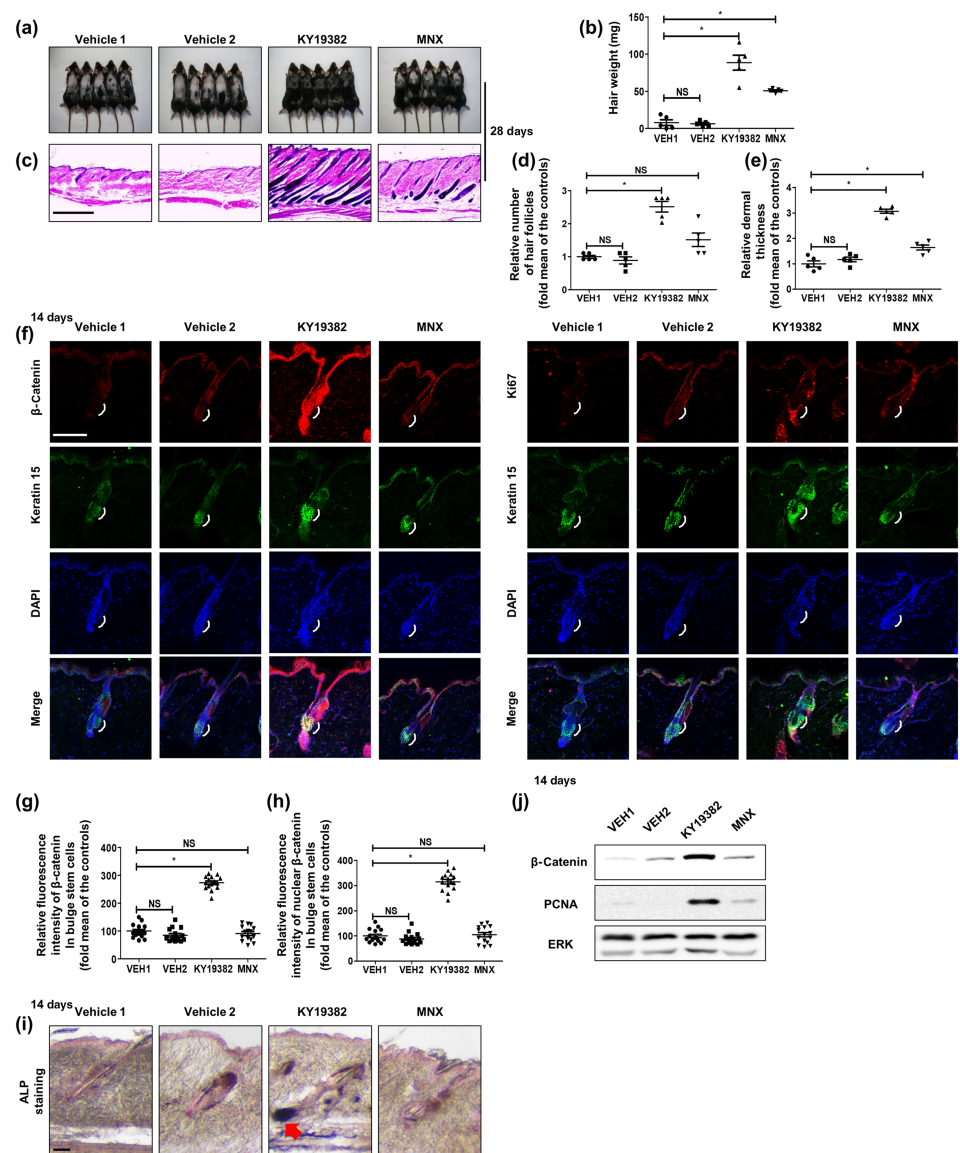 (a)
Vehicle 1 Vehicle 2 KY19382 MNX
28 days
(b)
Hair weight (mg)
150
100
50
0
* 
*
NS
VEH1 VEH2 KY19382 MNX
(c)
(d)
Relative number
of hair follicles
(fold mean of the controls)
4
3
2
1
0
NS
*
NS
VEH1 VEH2 KY19382 MNX
(e)
Relative dermal
thickness
(fold mean of the controls)
5
4
3
2
1
0
*
*
NS
VEH1 VEH2 KY19382 MNX
14 days
(f)
Vehicle 1 Vehicle 2 KY19382 MNX
β-Catenin
Keratin 15
DAPI
Merge
Vehicle 1 Vehicle 2 KY19382 MNX
Ki67
Keratin 15
DAPI
Merge
(g)
Relative fluorescence
intensity of β-catenin
In bulge stem cells
(fold mean of the controls)
400
300
200
100
0
NS
*
NS
VEH1 VEH2 KY19382 MNX
(h)
Relative fluorescence
intensity of nuclear β-catenin
In bulge stem cells
(fold mean of the controls)
400
300
200
100
0
NS
*
NS
VEH1 VEH2 KY19382 MNX
14 days
(j)
VEH1 VEH2 KY19382 MNX
β-Catenin
PCNA
ERK
14 days
(i)
Vehicle 1 Vehicle 2 KY19382 MNX
ALP
staining